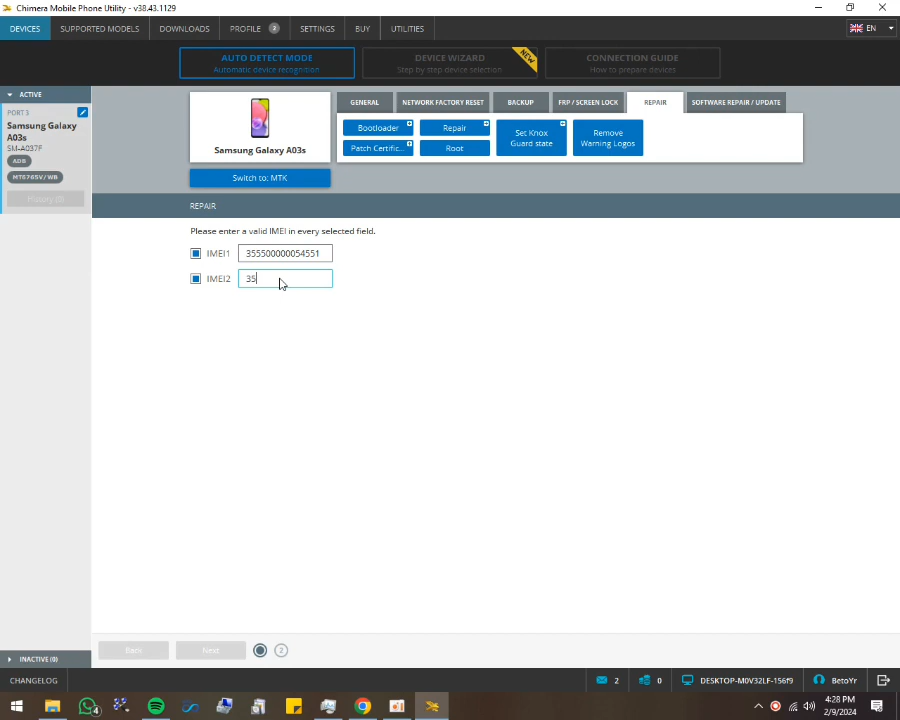 Chimera Mobile Phone Utility - v38.43.1129
DEVICES
SUPPORTED MODELS
DOWNLOADS
PROFILE 2
SETTINGS
BUY
UTILITIES
EN
AUTO DETECT MODE
Automatic device recognition
DEVICE WIZARD
Step by step device selection
NEW
CONNECTION GUIDE
How to prepare devices
ACTIVE
PORT 3
Samsung Galaxy
A03s
SM-A037F
ADB
MT6765V/WB
History (0)
Samsung Galaxy A03s
Switch to: MTK
GENERAL
NETWORK FACTORY RESET
BACKUP
FRP / SCREEN LOCK
REPAIR
SOFTWARE REPAIR / UPDATE
Bootloader
Repair
Set Knox
Guard state
Remove
Warning Logos
Patch Certific...
Root
REPAIR
Please enter a valid IMEI in every selected field.
IMEI1 355500000054551
IMEI2 35
Back
Next
2
INACTIVE (0)
CHANGELOG
2
0
DESKTOP-M0V32LF-156f9
BetoYr
4
4:28 PM
2/9/2024